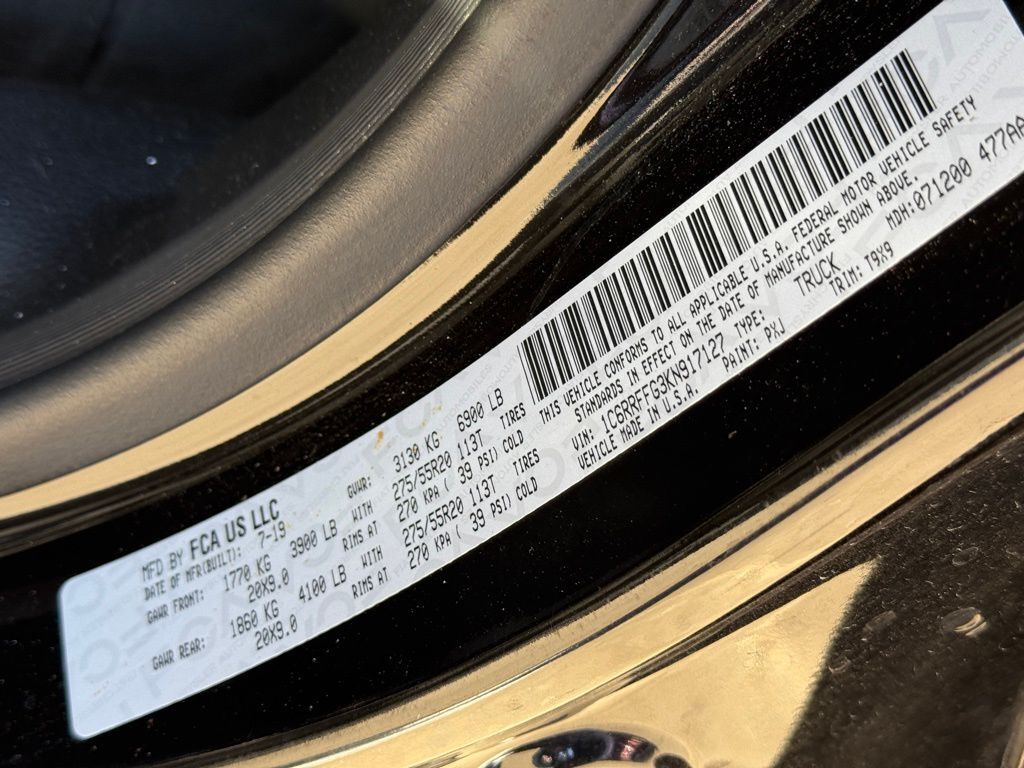 MFD BY FCA US LLC
DATE OF MFR(BUILT): 7-19 GVWR: 3130 KG 6900 LB
GAWR FRONT: 1770 KG 3900 LB WITH 275/55R20 113T TIRES
20X9.0 RIMS AT 270 KPA ( 39 PSI) COLD
GAWR REAR: 1860 KG 4100 LB WITH 275/55R20 113T TIRES
20X9.0 RIMS AT 270 KPA ( 39 PSI) COLD
THIS VEHICLE CONFORMS TO ALL APPLICABLE U.S.A. FEDERAL MOTOR VEHICLE SAFETY
STANDARDS IN EFFECT ON THE DATE OF MANUFACTURE SHOWN ABOVE.
VIN: 1C6RRFFG3KN917127 TYPE: TRUCK MDH:071200 477AA
VEHICLE MADE IN U.S.A. PAINT: PXJ TRIM: T9X9